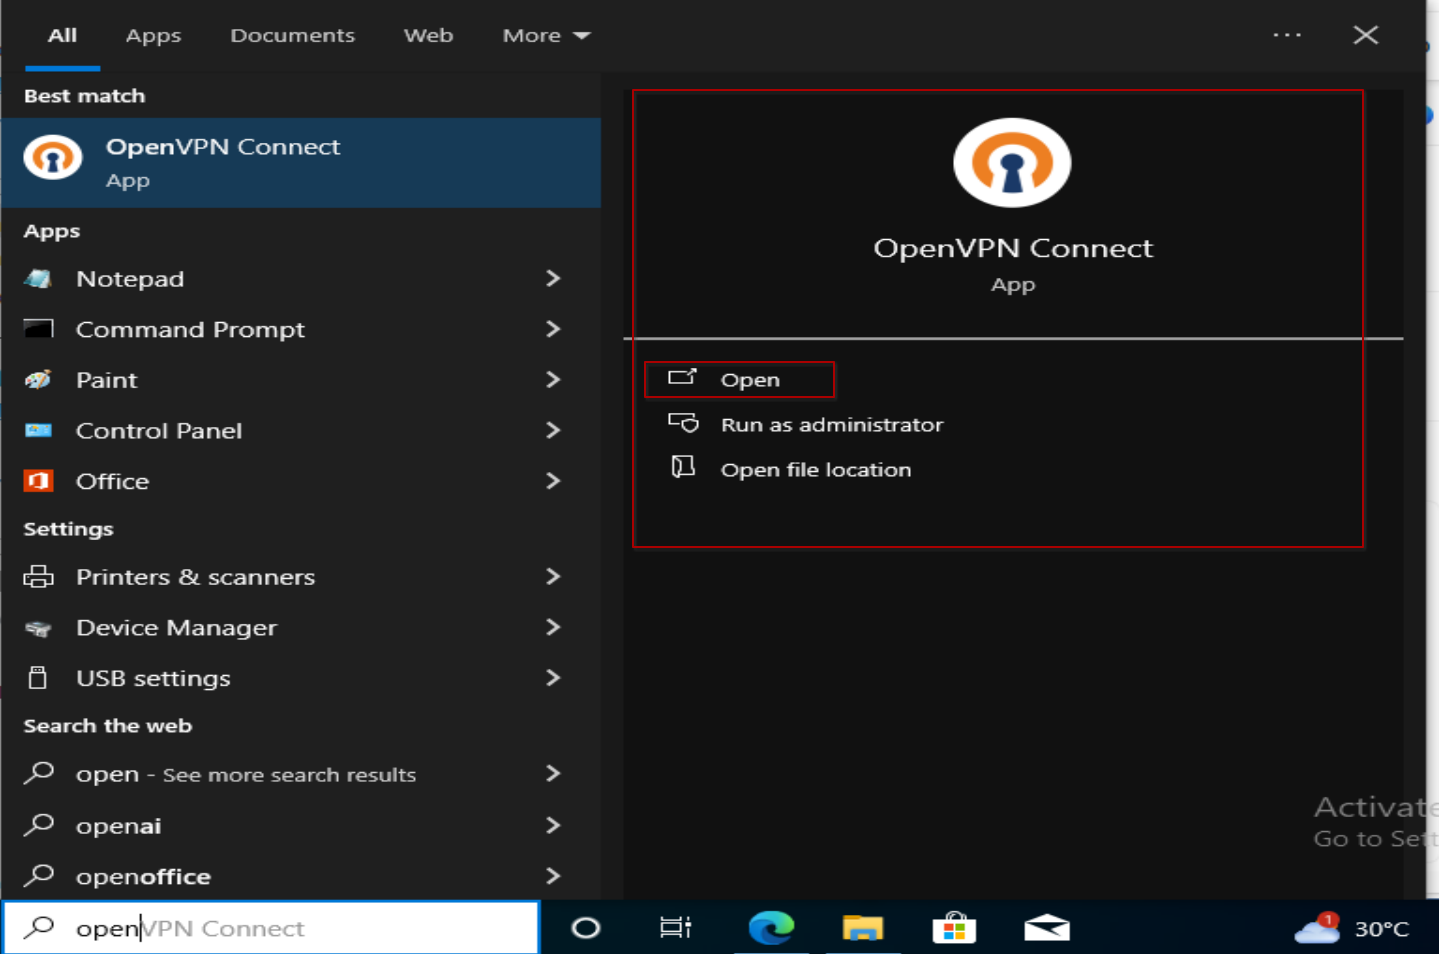 All Apps Documents Web More ...
Best match
OpenVPN Connect
App
Apps
Notepad
Command Prompt
Paint
Control Panel
Office
Settings
Printers & scanners
Device Manager
USB settings
Search the web
open - See more search results
openai
openoffice
openVPN Connect
OpenVPN Connect
App
Open
Run as administrator
Open file location
Activate
Go to Sett
1
30°C